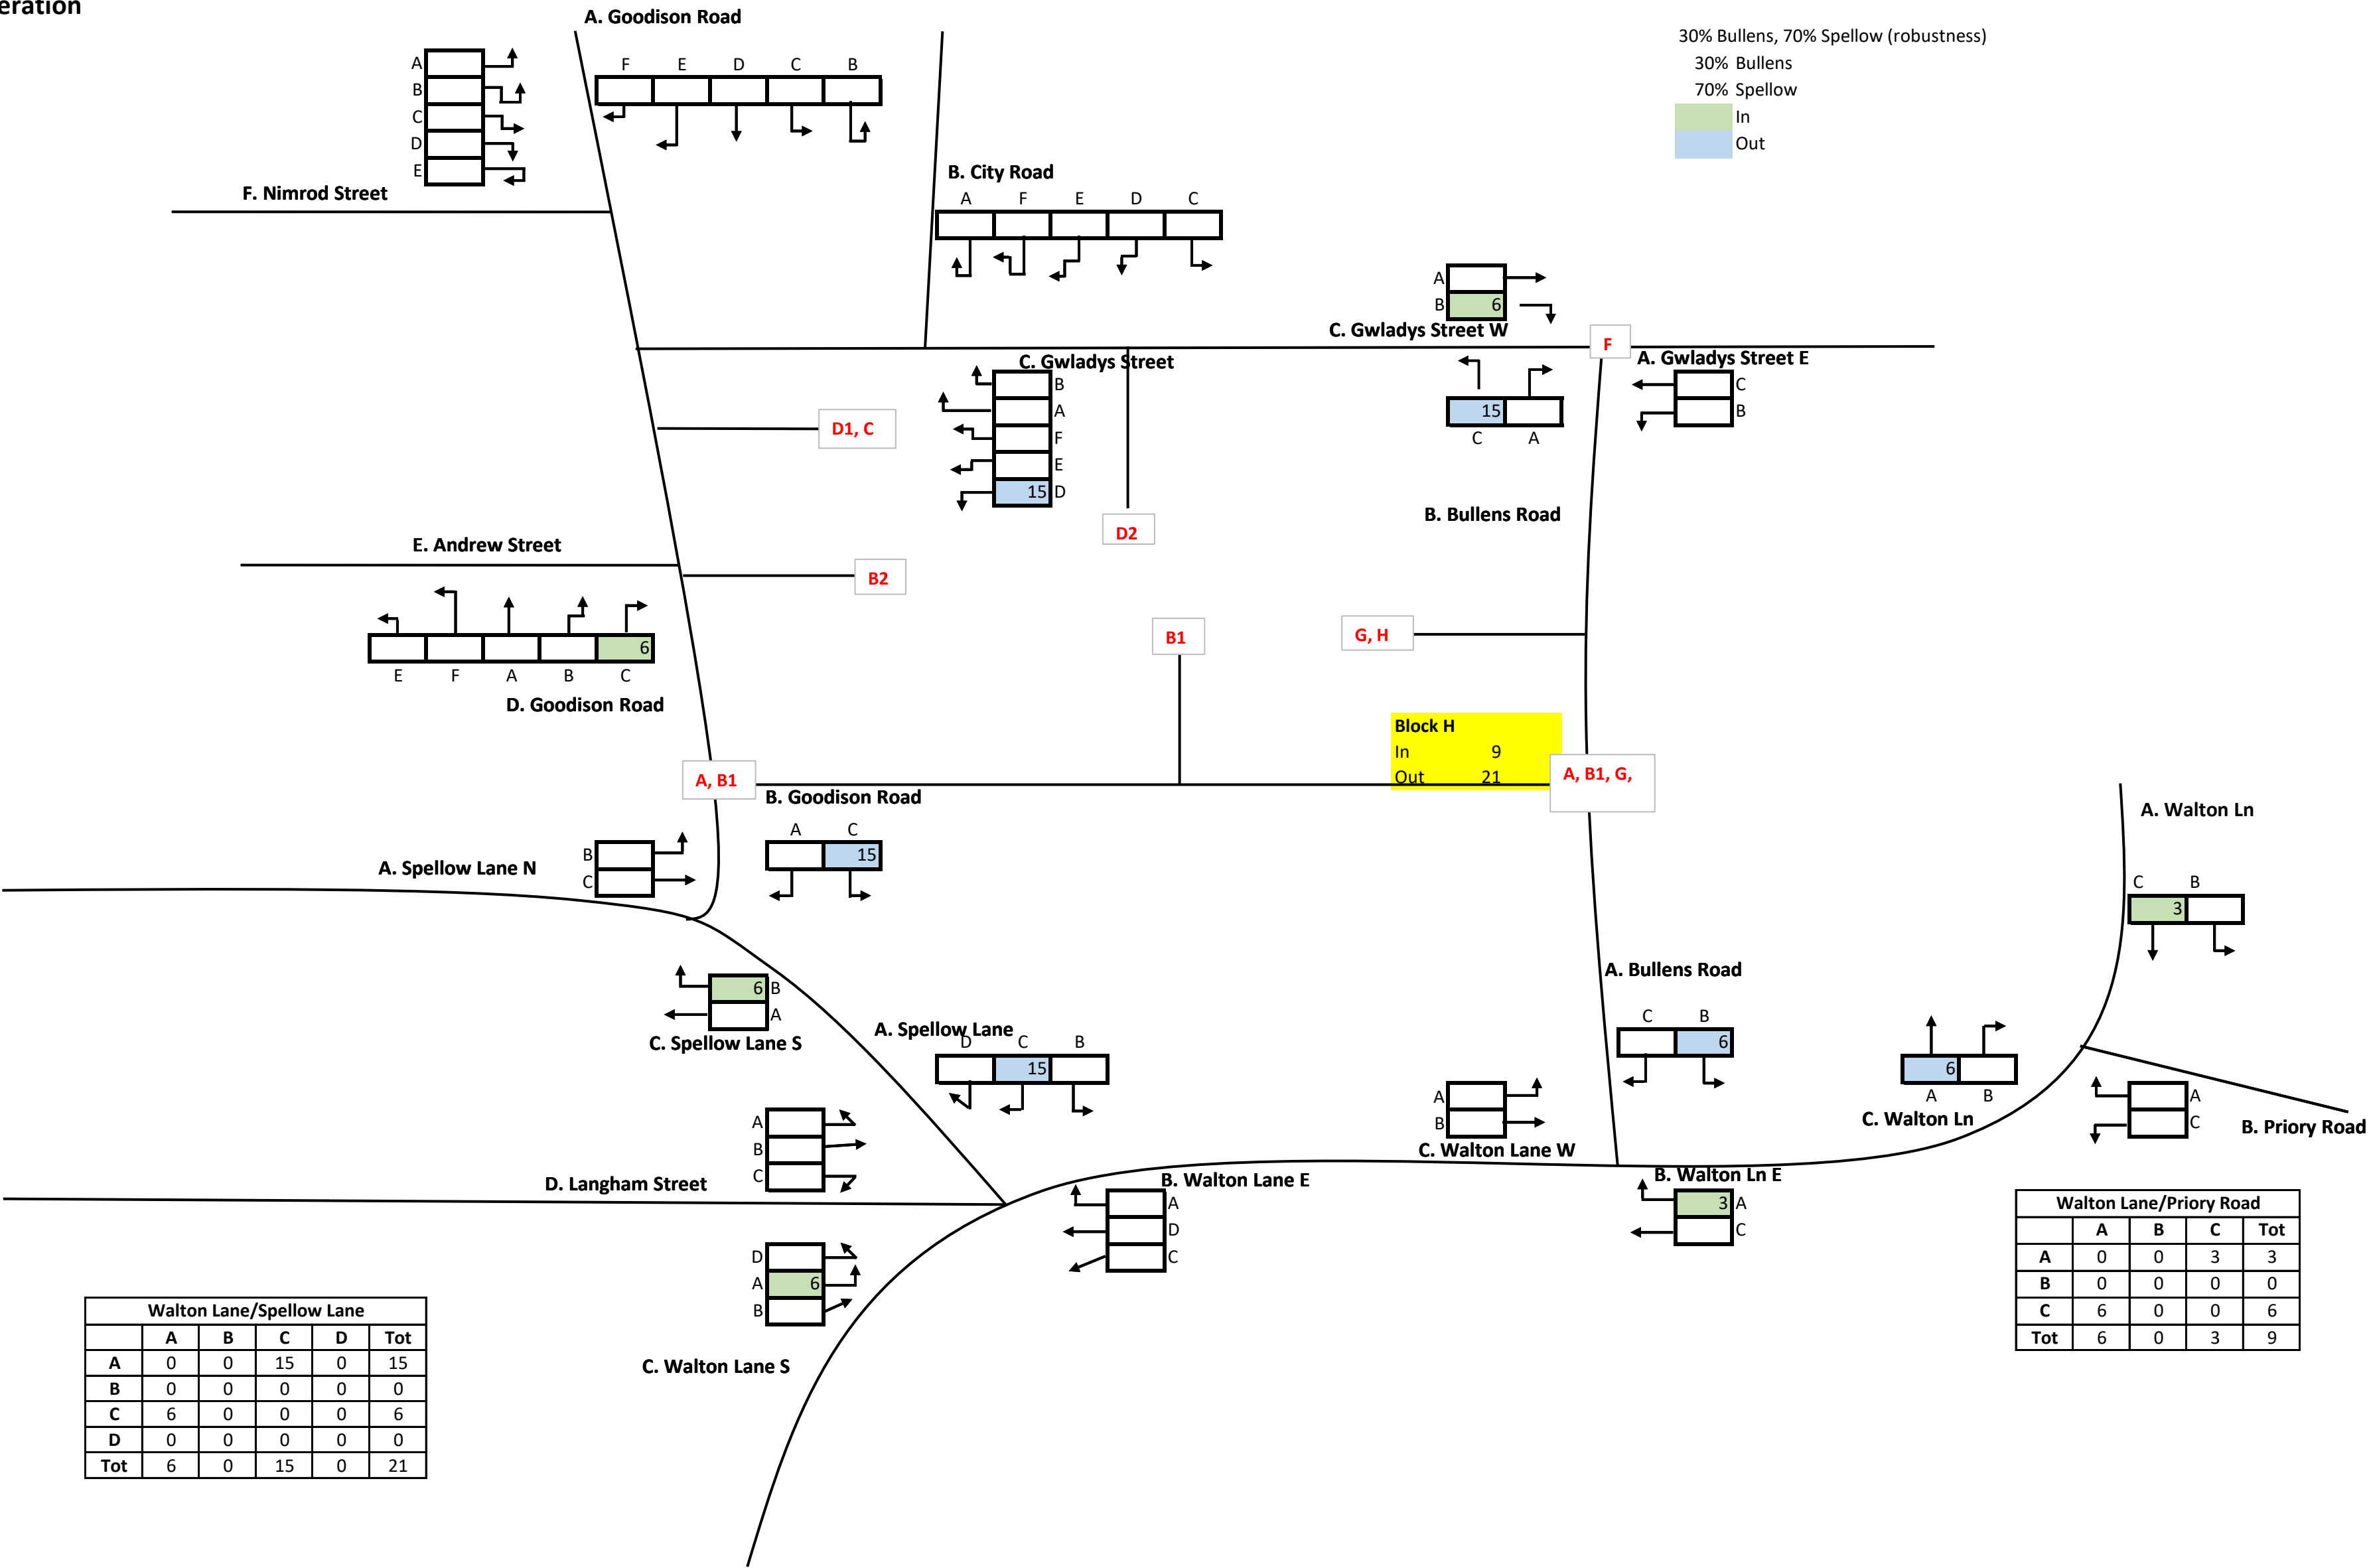 eration
A. Goodison Road
30% Bullens, 70% Spellow (robustness)
30% Bullens
70% Spellow
In
Out
A
B
C
D
E
F E D C B
F. Nimrod Street
B. City Road
A F E D C
A
B 6
C. Gwladys Street W
F
A. Gwladys Street E
C
B
C. Gwladys Street
B
A
F
E
15 D
15
C A
D1, C
D2
B. Bullens Road
E. Andrew Street
B2
6
E F A B C
D. Goodison Road
B1
G, H
Block H
In 9
Out 21
A, B1
A, B1, G,
B. Goodison Road
A C
15
A. Spellow Lane N
B
C
A. Walton Ln
C B
3
6 B
A
C. Spellow Lane S
A. Spellow Lane
D C B
15
A. Bullens Road
C B
6
A
B
C. Walton Lane W
6
A B
C. Walton Ln
A
C
B. Priory Road
A
B
C
D. Langham Street
B. Walton Lane E
A
D
C
B. Walton Ln E
3 A
C
D
A 6
B
C. Walton Lane S
Walton Lane/Priory Road
A B C Tot
A 0 0 3 3
B 0 0 0 0
C 6 0 0 6
Tot 6 0 3 9
Walton Lane/Spellow Lane
A B C D Tot
A 0 0 15 0 15
B 0 0 0 0 0
C 6 0 0 0 6
D 0 0 0 0 0
Tot 6 0 15 0 21